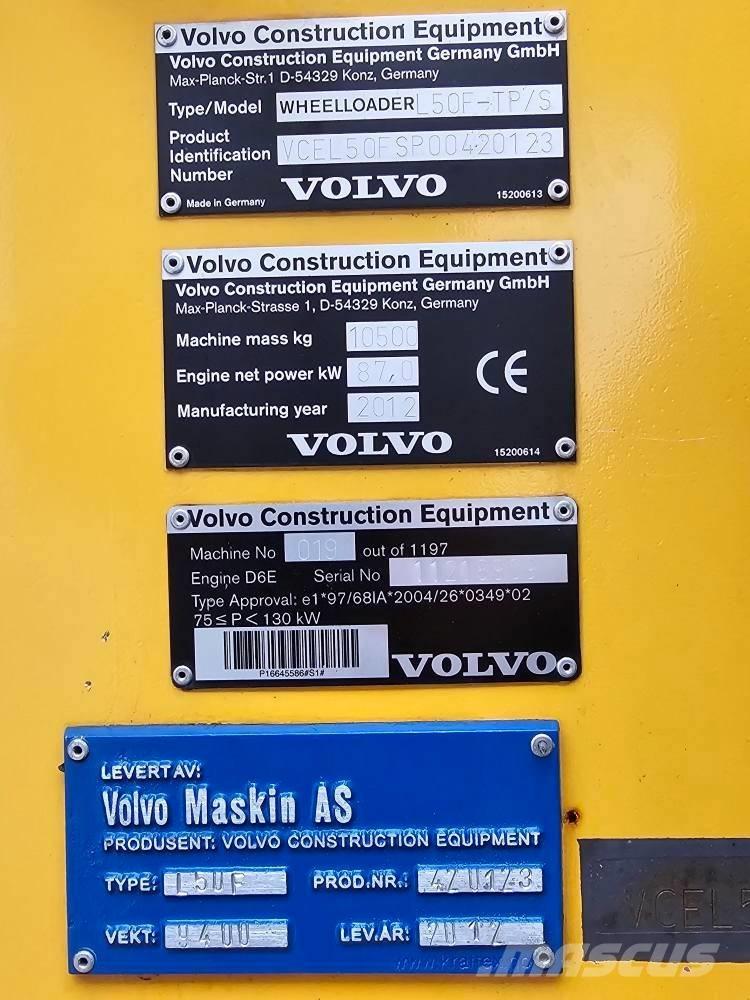 Volvo Construction Equipment
Volvo Construction Equipment Germany GmbH
Max-Planck-Str.1 D-54329 Konz, Germany
Type/Model WHEELLOADER L50F-TP/S
Product
Identification VCEL50FSP00420123
Number
VOLVO
Made in Germany 15200613
Volvo Construction Equipment
Volvo Construction Equipment Germany GmbH
Max-Planck-Strasse 1, D-54329 Konz, Germany
Machine mass kg 10500
Engine net power kW 87,0
CE
Manufacturing year 2012
VOLVO
15200614
Volvo Construction Equipment
Machine No 019 out of 1197
Engine D6E Serial No
Type Approval: e1*97/68IA*2004/26*0349*02
75≤P<130 kW
P16645586#S1#
VOLVO
LEVERT AV:
Volvo Maskin AS
PRODUSENT: VOLVO CONSTRUCTION EQUIPMENT
TYPE: L50F PROD.NR.: 420123
VEKT: 9400 LEV.ÅR: 2012
VCEL5
MASCUS